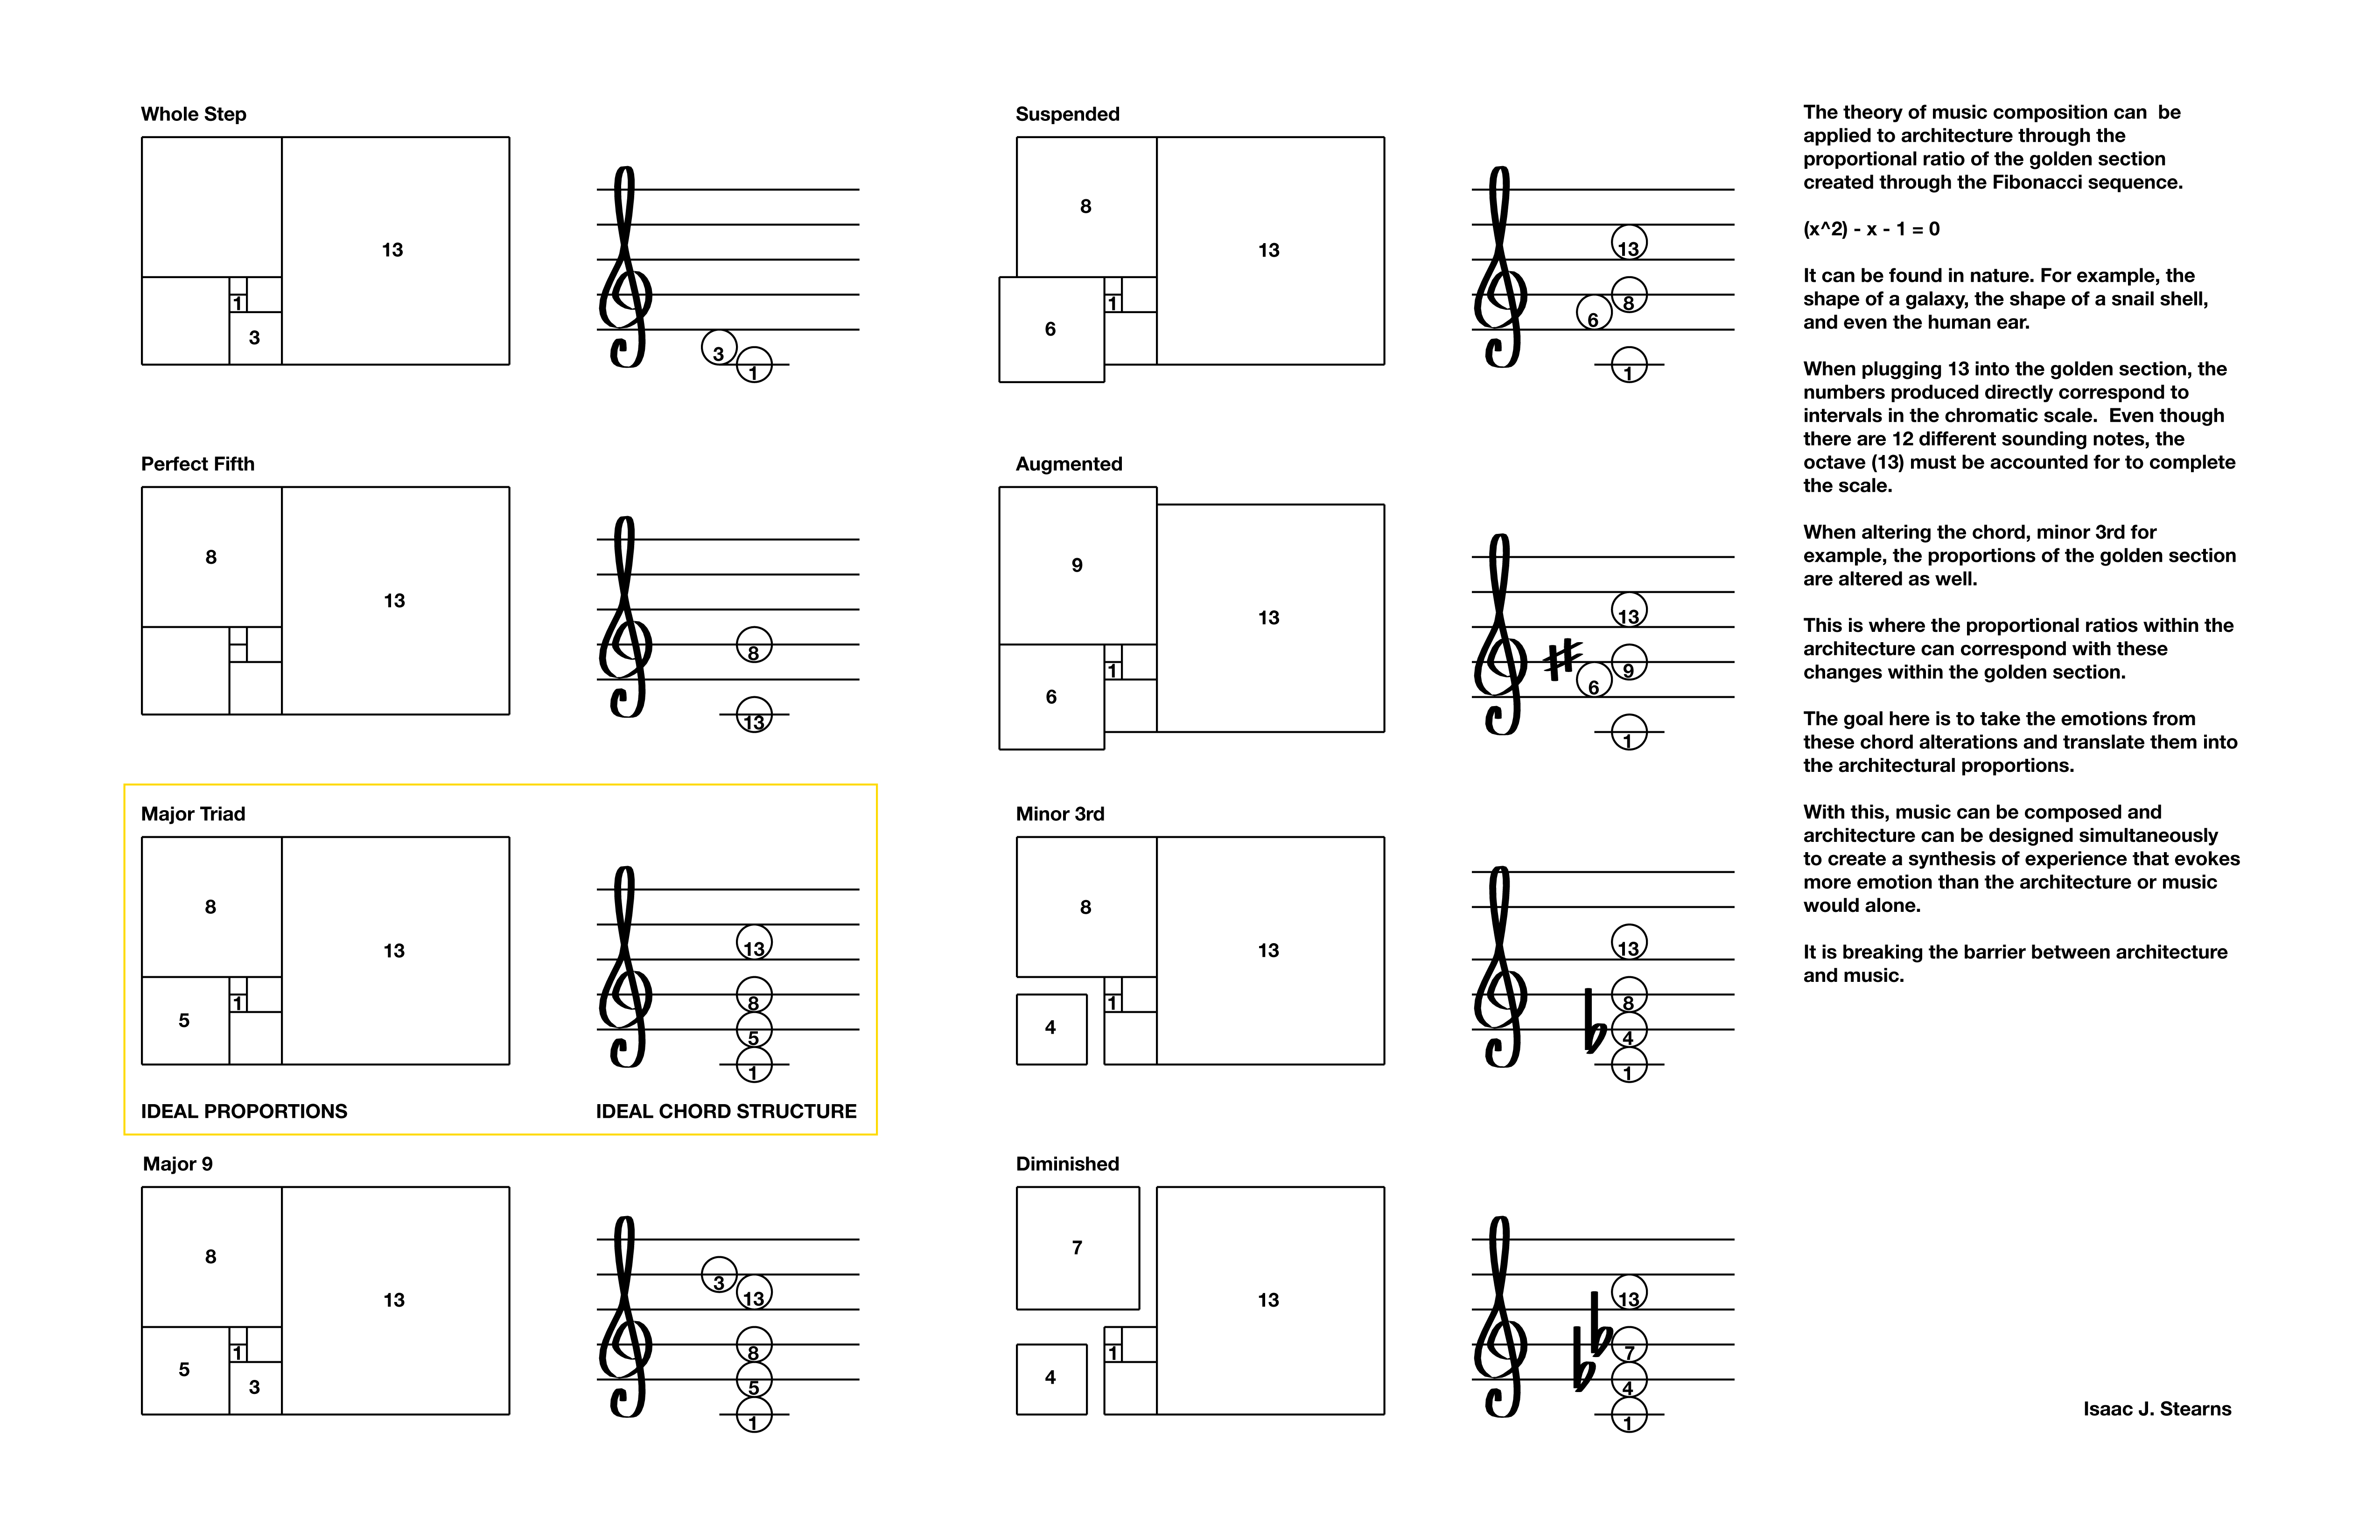 Whole Step
13
1
3
3
1
Perfect Fifth
8
13
8
13
Major Triad
8
13
5
1
13
8
5
1
IDEAL PROPORTIONS
IDEAL CHORD STRUCTURE
Major 9
8
13
5
1
3
3
13
8
5
1
Suspended
8
13
6
1
13
8
6
1
Augmented
9
13
6
1
13
9
6
1
Minor 3rd
8
13
4
1
13
8
4
1
Diminished
7
13
4
1
13
7
4
1
The theory of music composition can  be
applied to architecture through the
proportional ratio of the golden section
created through the Fibonacci sequence.
(x^2) - x - 1 = 0
It can be found in nature. For example, the
shape of a galaxy, the shape of a snail shell,
and even the human ear.
When plugging 13 into the golden section, the
numbers produced directly correspond to
intervals in the chromatic scale.  Even though
there are 12 different sounding notes, the
octave (13) must be accounted for to complete
the scale.
When altering the chord, minor 3rd for
example, the proportions of the golden section
are altered as well.
This is where the proportional ratios within the
architecture can correspond with these
changes within the golden section.
The goal here is to take the emotions from
these chord alterations and translate them into
the architectural proportions.
With this, music can be composed and
architecture can be designed simultaneously
to create a synthesis of experience that evokes
more emotion than the architecture or music
would alone.
It is breaking the barrier between architecture
and music.
Isaac J. Stearns